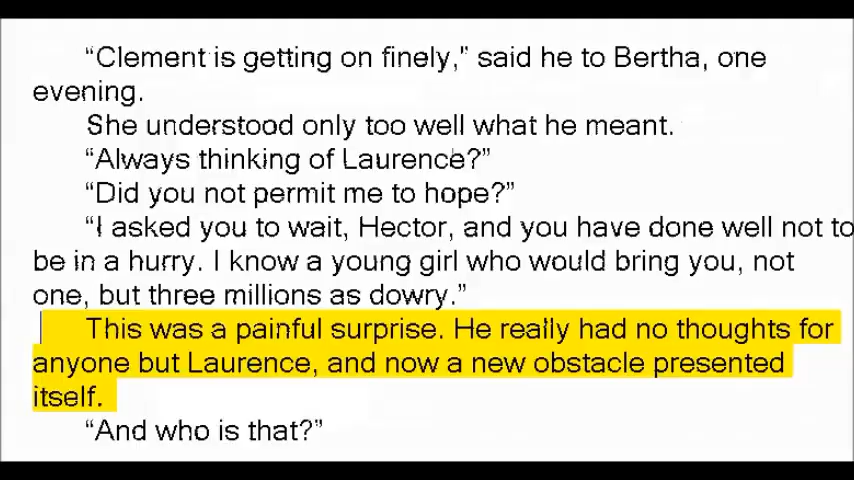 “Clement is getting on finely,” said he to Bertha, one
evening.
She understood only too well what he meant.
“Always thinking of Laurence?”
“Did you not permit me to hope?”
“I asked you to wait, Hector, and you have done well not to
be in a hurry. I know a young girl who would bring you, not
one, but three millions as dowry.”
This was a painful surprise. He really had no thoughts for
anyone but Laurence, and now a new obstacle presented
itself.
“And who is that?”